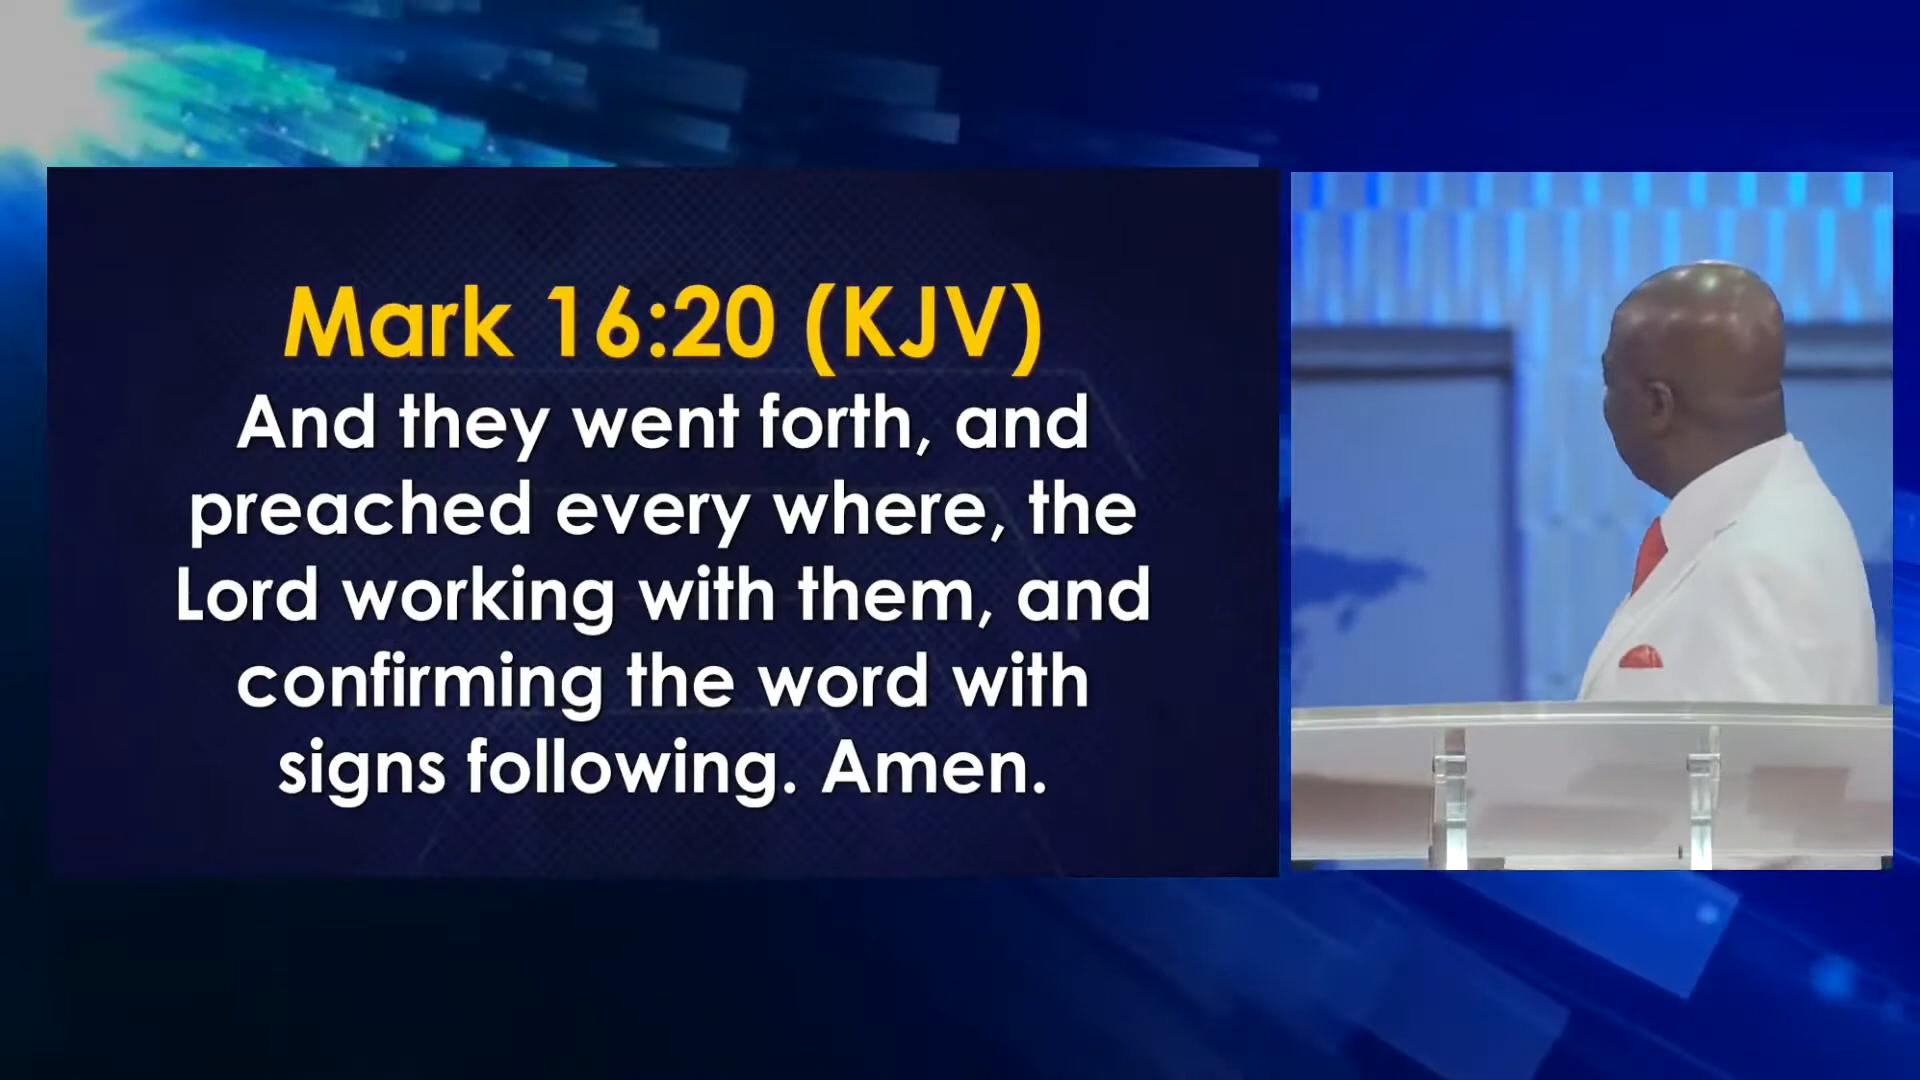 Mark 16:20 (KJV)
And they went forth, and
preached every where, the
Lord working with them, and
confirming the word with
signs following. Amen.